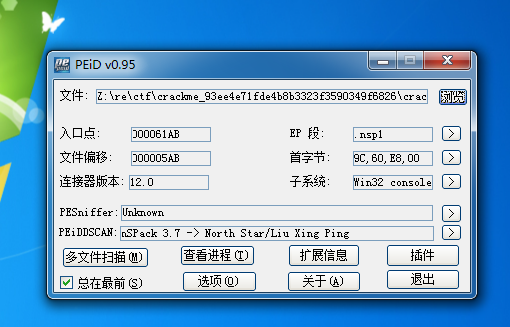 PEiD v0.95
文件: Z:\re\ctf\crackme_93ee4e71fde4b8b3323f3590349f6826\crac 浏览
入口点: 000061AB EP 段: .nsp1 >
文件偏移: 000005AB 首字节: 9C,60,E8,00 >
连接器版本: 12.0 子系统: Win32 console >
PESniffer: Unknown >
PEiDDSCAN: nSPack 3.7 -> North Star/Liu Xing Ping >
多文件扫描(M) 查看进程(T) 扩展信息 插件
总在最前(S) 选项(O) 关于(A) 退出